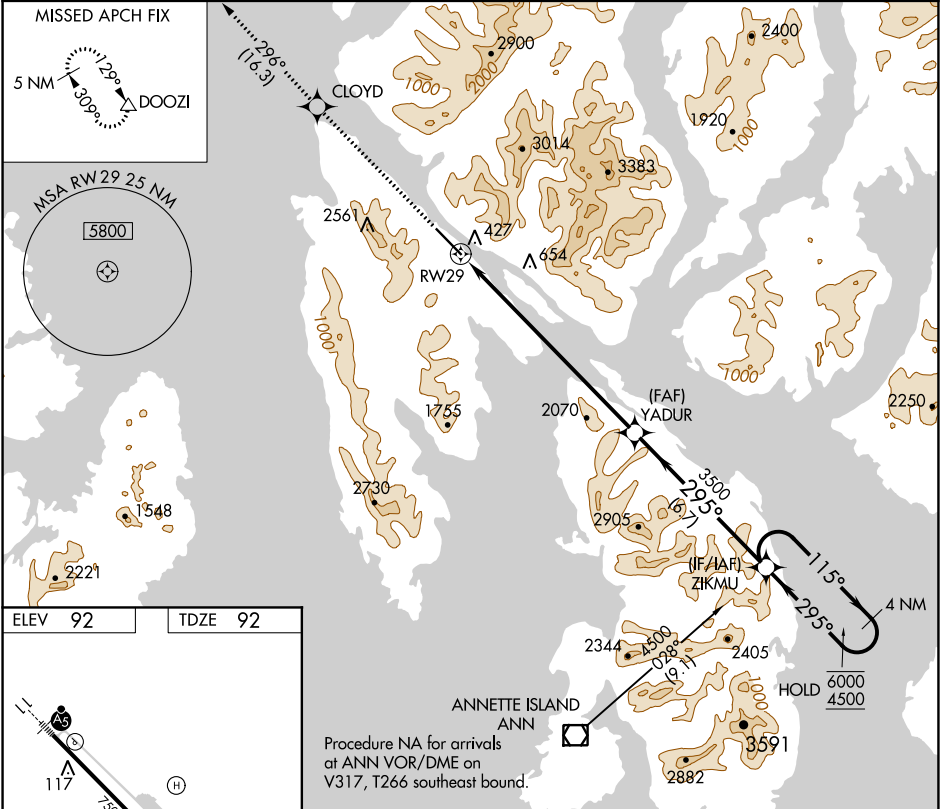 MISSED APCH FIX
5 NM
129°
309°
DOOZI
MSA RW29 25 NM
5800
296°
(16.3)
CLOYD
2900
2000
1000
2400
1920
1000
3014
3383
2561
427
654
RW29
1000
1000
1755
2070
(FAF)
YADUR
2250
2730
3500
295°
(6.7)
2905
1548
2221
(IF/IAF)
ZIKMU
115°
295°
4 NM
HOLD
6000
4500
2344
4500
028°
(9.1)
2405
1000
3591
2882
ANNETTE ISLAND
ANN
Procedure NA for arrivals
at ANN VOR/DME on
V317, T266 southeast bound.
ELEV 92
TDZE 92
A5
P
117
H